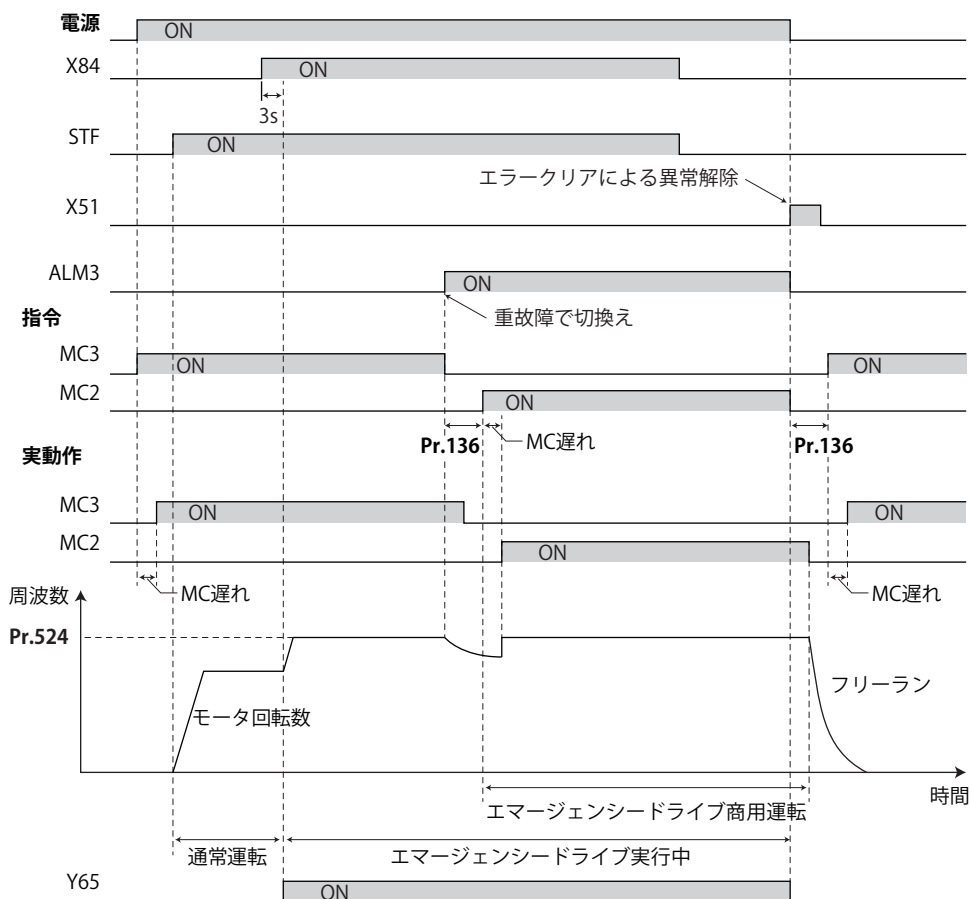 電源
ON
X84
ON
3s
STF
ON
エラークリアによる異常解除
X51
ALM3
ON
重故障で切換え
指令
MC3
ON
ON
MC2
ON
Pr.136
MC遅れ
Pr.136
実動作
MC3
ON
ON
MC2
ON
MC遅れ
MC遅れ
周波数
Pr.524
モータ回転数
フリーラン
時間
エマージェンシードライブ商用運転
通常運転
エマージェンシードライブ実行中
Y65
ON